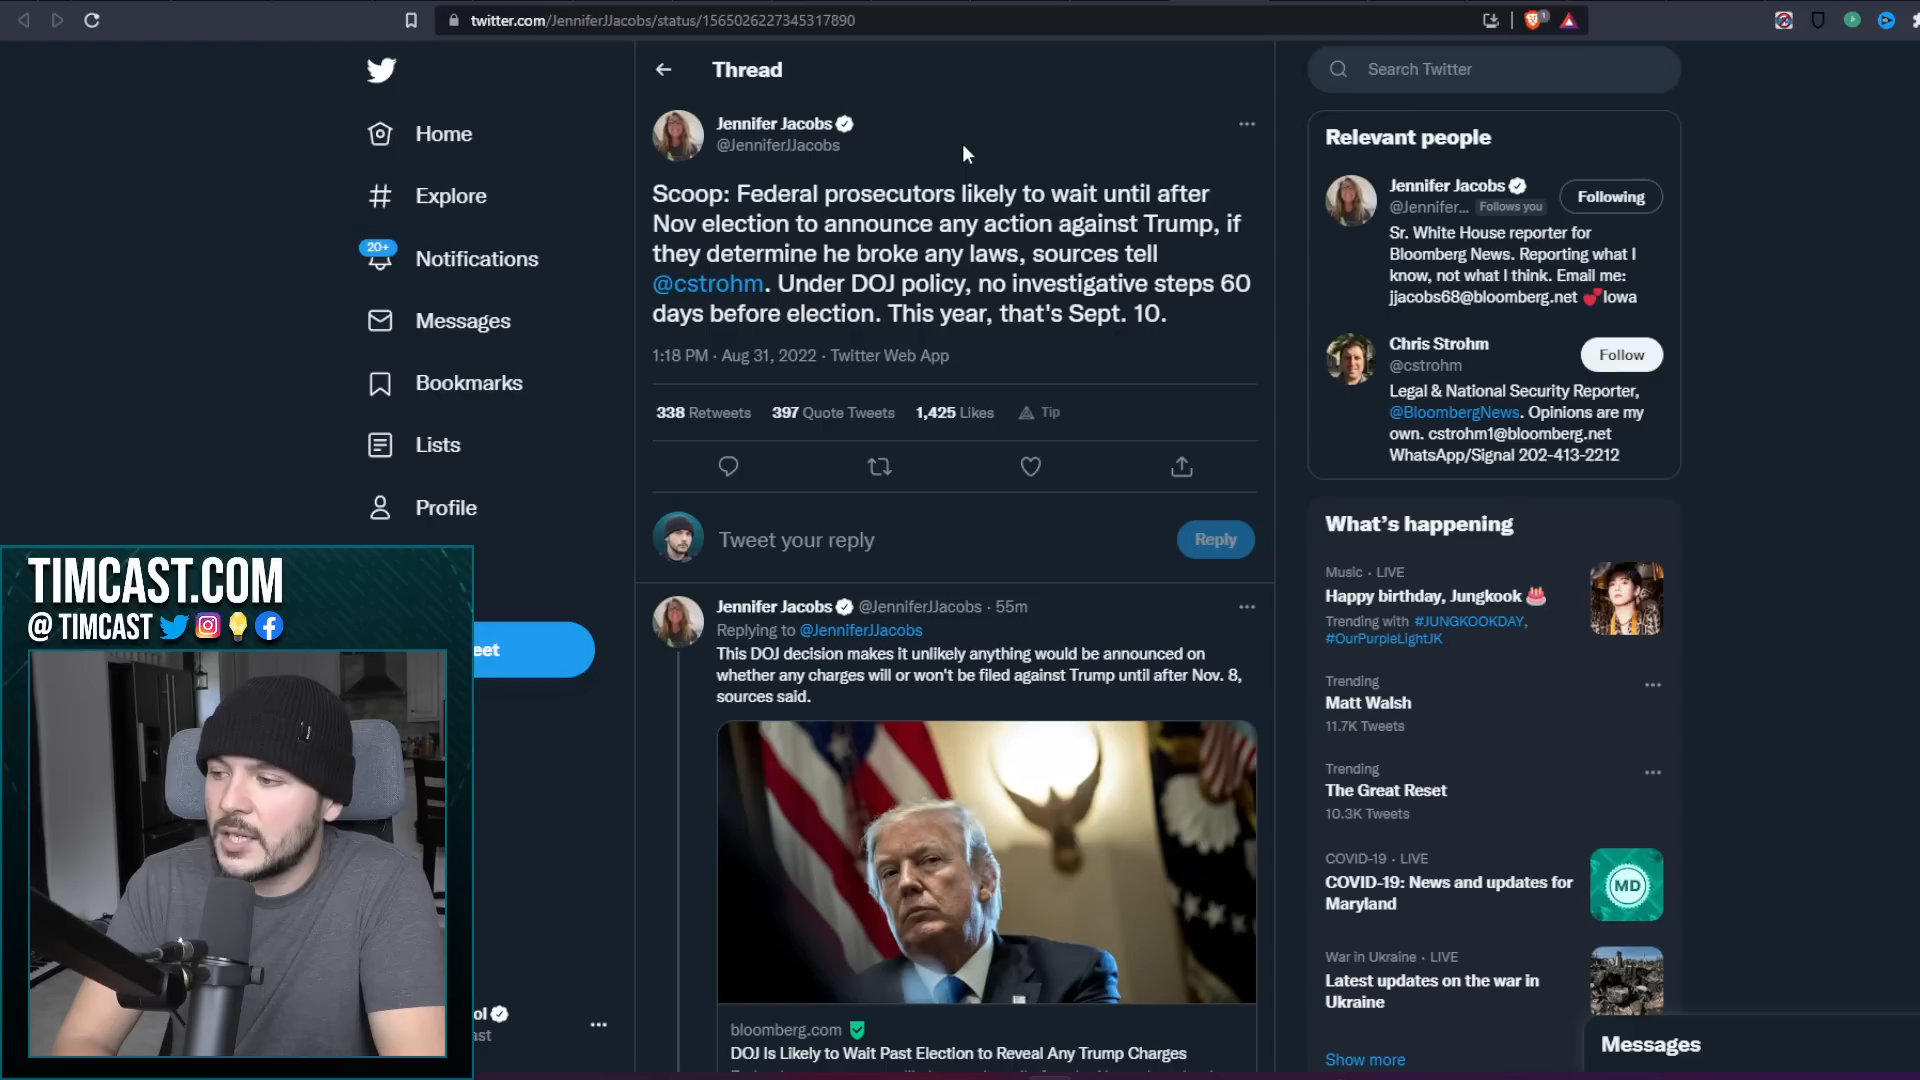 twitter.com/JenniferJJacobs/status/1565026227345317890
Home
Explore
20+
Notifications
Messages
Bookmarks
Lists
Profile
eet
ol
ast
TIMCAST.COM
@ TIMCAST
Thread
Jennifer Jacobs
@JenniferJJacobs
Scoop: Federal prosecutors likely to wait until after
Nov election to announce any action against Trump, if
they determine he broke any laws, sources tell
@cstrohm. Under DOJ policy, no investigative steps 60
days before election. This year, that's Sept. 10.
1:18 PM · Aug 31, 2022 · Twitter Web App
338 Retweets 397 Quote Tweets 1,425 Likes Tip
Tweet your reply
Reply
Jennifer Jacobs @JenniferJJacobs · 55m
Replying to @JenniferJJacobs
This DOJ decision makes it unlikely anything would be announced on
whether any charges will or won't be filed against Trump until after Nov. 8,
sources said.
bloomberg.com
DOJ Is Likely to Wait Past Election to Reveal Any Trump Charges
Search Twitter
Relevant people
Jennifer Jacobs
@Jennifer... Follows you
Following
Sr. White House reporter for
Bloomberg News. Reporting what I
know, not what I think. Email me:
jjacobs68@bloomberg.net 💕Iowa
Chris Strohm
@cstrohm
Follow
Legal & National Security Reporter,
@BloombergNews. Opinions are my
own. cstrohm1@bloomberg.net
WhatsApp/Signal 202-413-2212
What's happening
Music · LIVE
Happy birthday, Jungkook 🎂
Trending with #JUNGKOOKDAY,
#OurPurpleLightJK
Trending
Matt Walsh
11.7K Tweets
Trending
The Great Reset
10.3K Tweets
COVID-19 · LIVE
COVID-19: News and updates for
Maryland
MD
War in Ukraine · LIVE
Latest updates on the war in
Ukraine
Show more
Messages